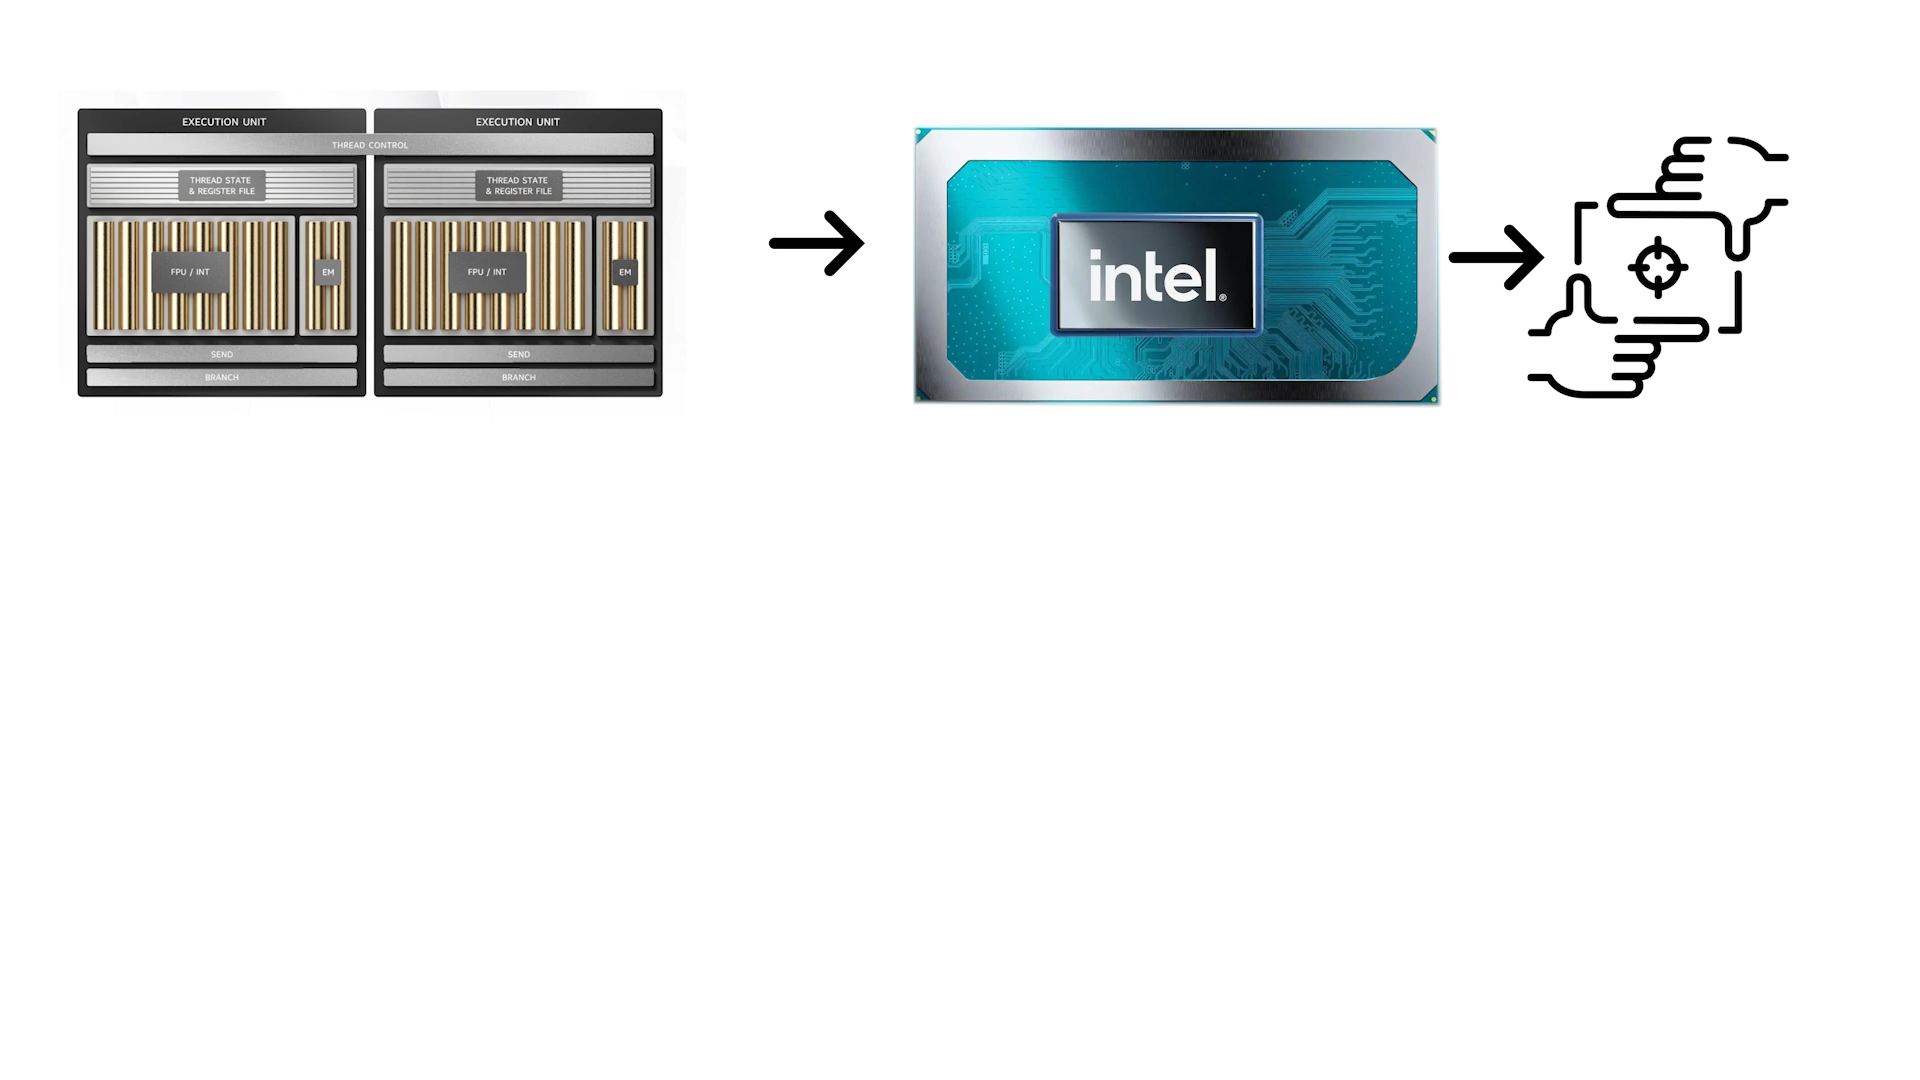 EXECUTION UNIT
EXECUTION UNIT
THREAD CONTROL
THREAD STATE
& REGISTER FILE
THREAD STATE
& REGISTER FILE
FPU / INT
EM
FPU / INT
EM
SEND
SEND
BRANCH
BRANCH
intel®